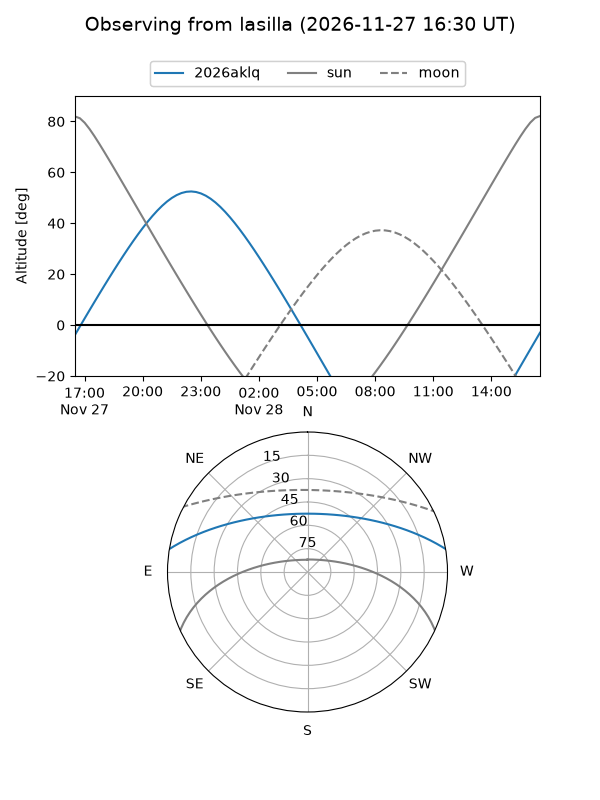 Observing from lasilla (2026-11-27 16:30 UT)
2026aklq sun moon
Altitude [deg]
80
60
40
20
0
−20
17:00 20:00 23:00 02:00 05:00 08:00 11:00 14:00
Nov 27 Nov 28
N
NE NW
15
30
45
60
75
E W
SE SW
S